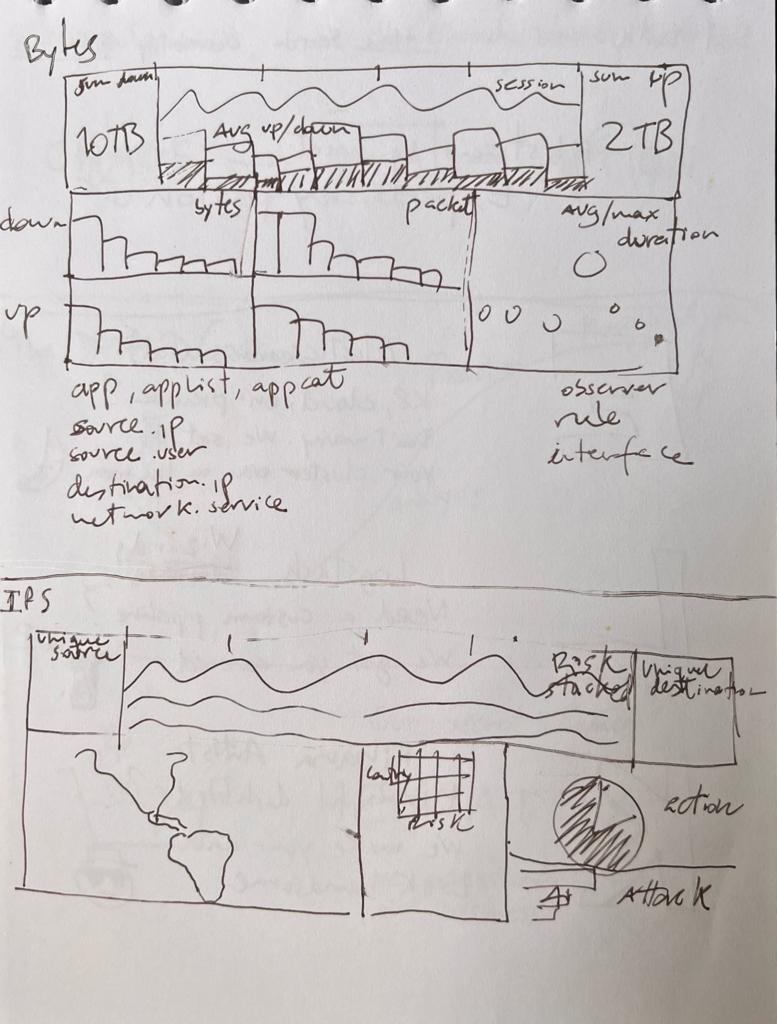 Bytes
sum down
session
sum up
10TB
Avg up/down
2TB
down
bytes
packet
Avg/max
duration
up
app, applist, appcat
source.ip
source.user
destination.ip
network.service
observer
rule
interface
IPS
unique
source
Risk
stacked
unique
destination
Risk
action
Attack